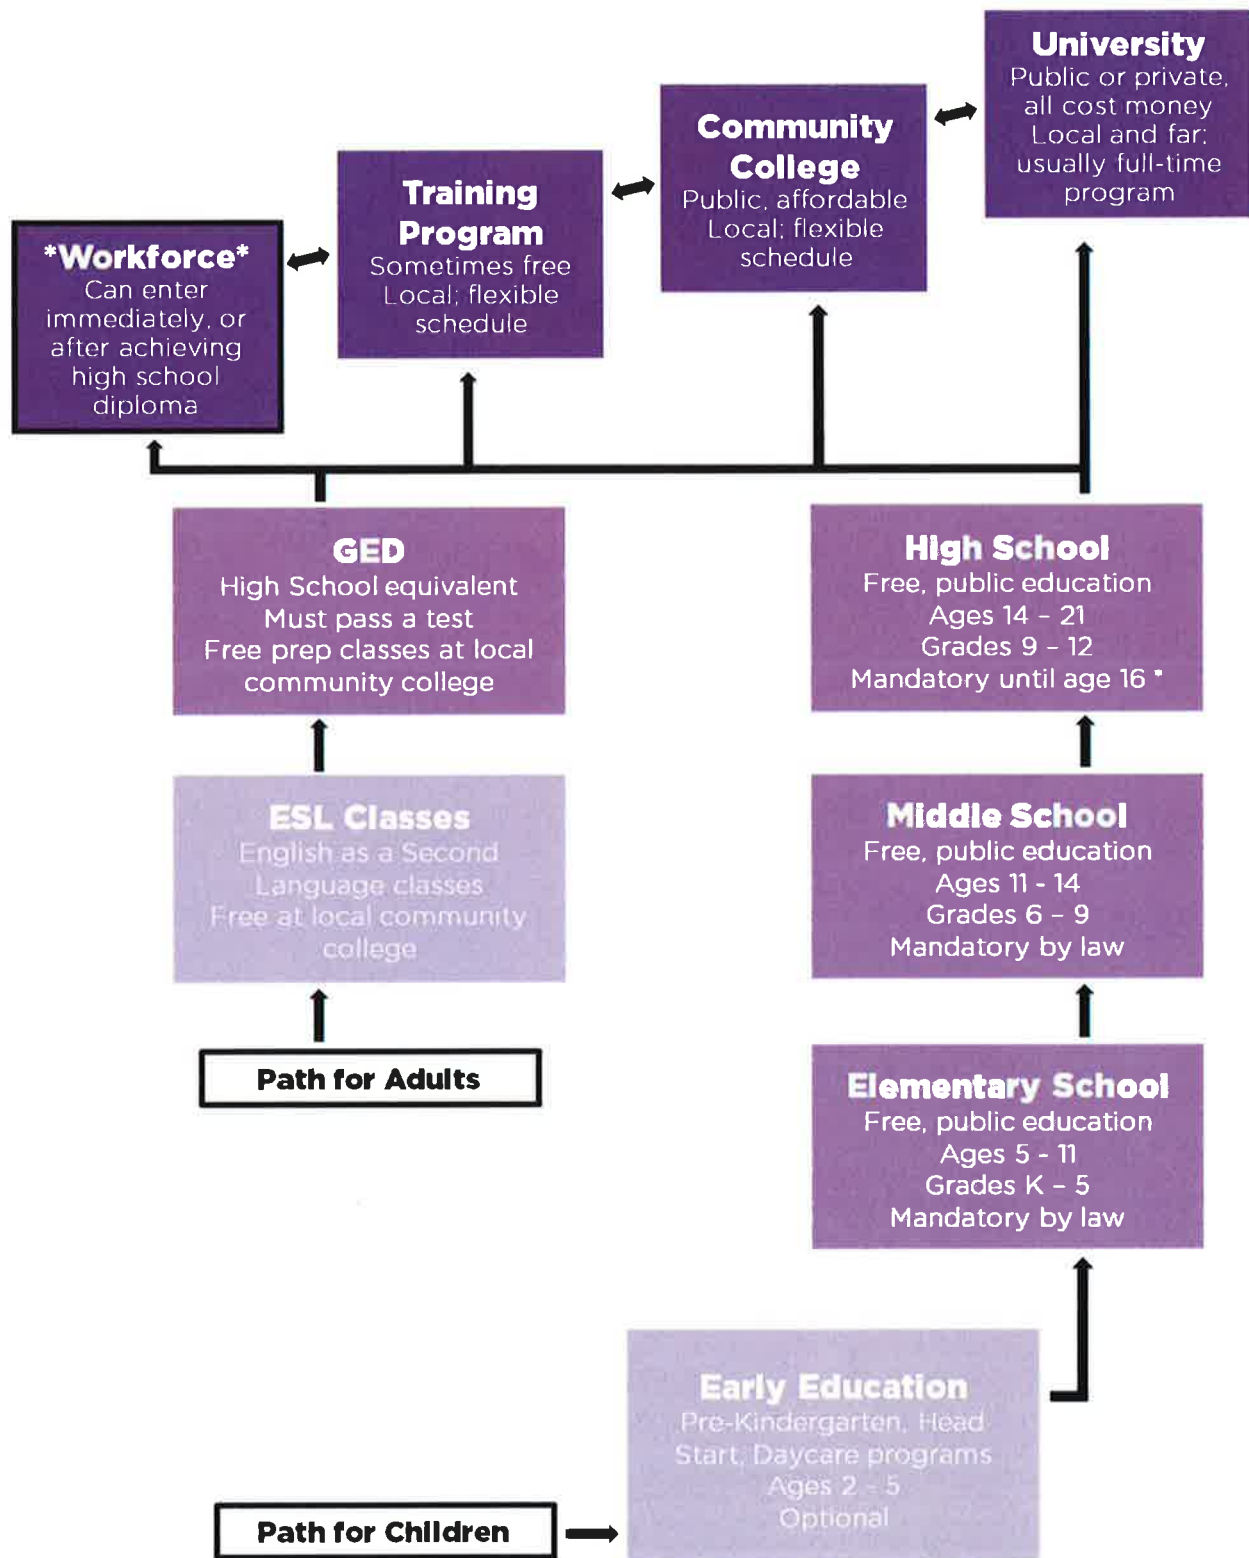 University
Public or private,
all cost money
Local and far;
usually full-time
program
Community
College
Public, affordable
Local; flexible
schedule
Training
Program
Sometimes free
Local; flexible
schedule
*Workforce*
Can enter
immediately, or
after achieving
high school
diploma
GED
High School equivalent
Must pass a test
Free prep classes at local
community college
High School
Free, public education
Ages 14 – 21
Grades 9 – 12
Mandatory until age 16 *
ESL Classes
English as a Second
Language classes
Free at local community
college
Middle School
Free, public education
Ages 11 - 14
Grades 6 – 9
Mandatory by law
Path for Adults
Elementary School
Free, public education
Ages 5 - 11
Grades K – 5
Mandatory by law
Early Education
Pre-Kindergarten, Head
Start, Daycare programs
Ages 2 - 5
Optional
Path for Children